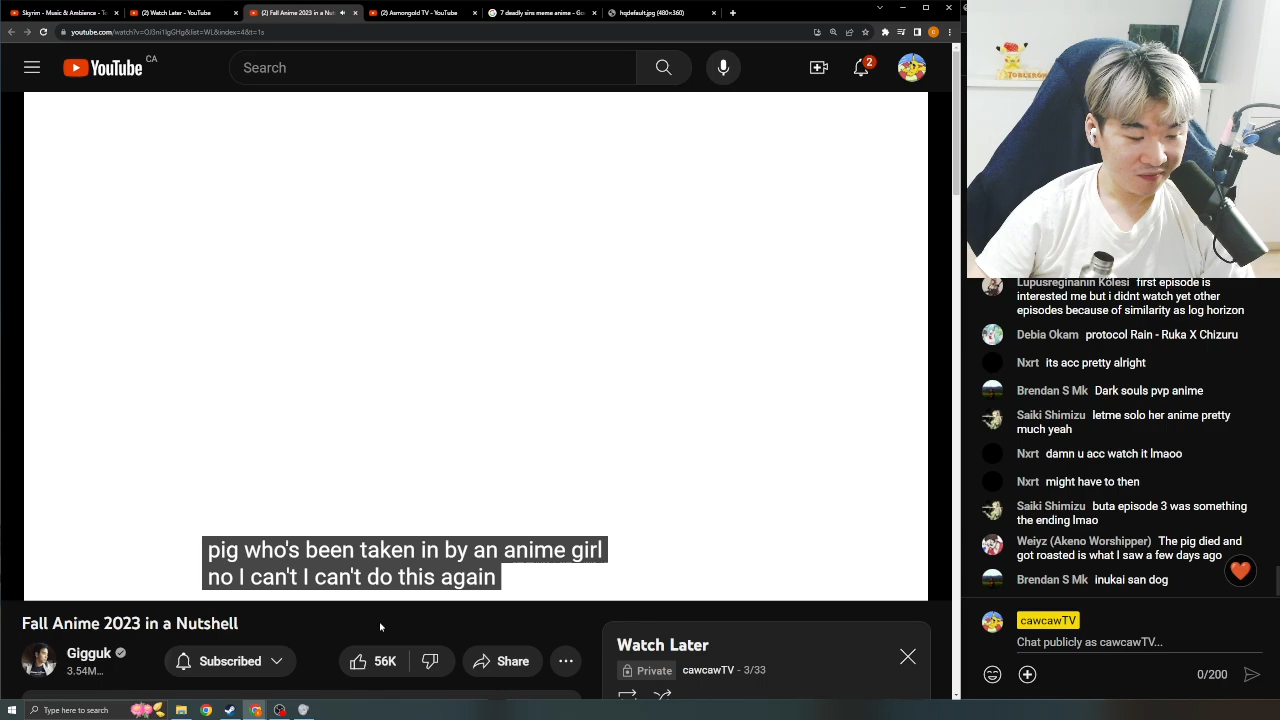 Skyrim - Music & Ambience - T
(2) Watch Later - YouTube
(2) Fall Anime 2023 in a Nuts
(2) Asmongold TV - YouTube
7 deadly sins meme anime - Go
hqdefault.jpg (480×360)
youtube.com/watch?v=OJ3ni1IgGHg&list=WL&index=4&t=1s
YouTube CA
Search
2
TOBLERONE
pig who's been taken in by an anime girl
no I can't I can't do this again
Fall Anime 2023 in a Nutshell
Gigguk
3.54M...
Subscribed
56K
Share
Watch Later
Private cawcawTV - 3/33
Lupusreginanin Kölesi first episode is
interested me but i didnt watch yet other
episodes because of similarity as log horizon
Debia Okam protocol Rain - Ruka X Chizuru
Nxrt its acc pretty alright
Brendan S Mk Dark souls pvp anime
Saiki Shimizu letme solo her anime pretty
much yeah
Nxrt damn u acc watch it lmaoo
Nxrt might have to then
Saiki Shimizu buta episode 3 was something
the ending lmao
Weiyz (Akeno Worshipper) The pig died and
got roasted is what I saw a few days ago
Brendan S Mk inukai san dog
cawcawTV
Chat publicly as cawcawTV...
0/200
Type here to search